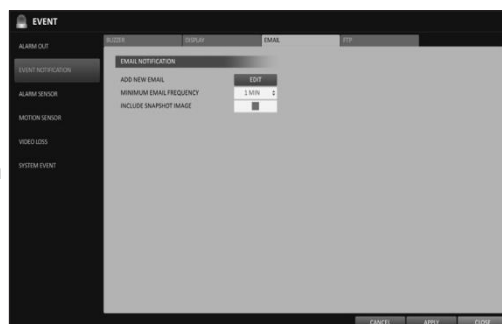 EVENT
ALARM OUT
EVENT NOTIFICATION
ALARM SENSOR
MOTION SENSOR
VIDEO LOSS
SYSTEM EVENT
BUZZER DISPLAY EMAIL FTP
EMAIL NOTIFICATION
ADD NEW EMAIL EDIT
MINIMUM EMAIL FREQUENCY 1 MIN
INCLUDE SNAPSHOT IMAGE
CANCEL APPLY CLOSE